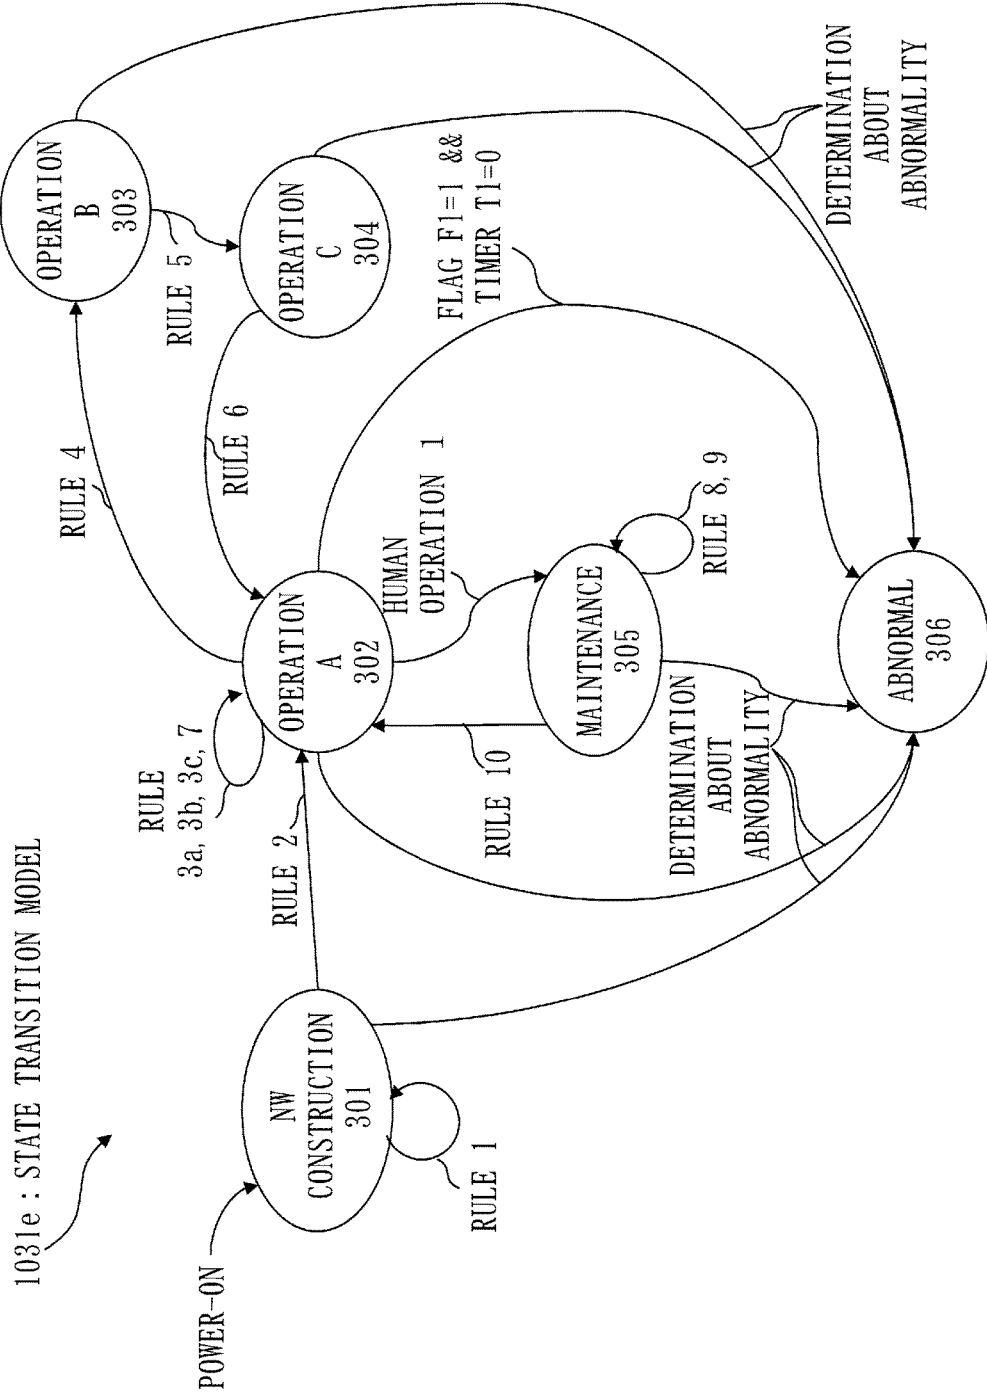 1031e : STATE TRANSITION MODEL
POWER-ON
NW
CONSTRUCTION
301
RULE 1
RULE 2
RULE
3a, 3b, 3c, 7
OPERATION
A
302
RULE 4
OPERATION
B
303
RULE 5
OPERATION
C
304
RULE 6
HUMAN
OPERATION 1
FLAG F1=1 &&
TIMER T1=0
MAINTENANCE
305
RULE 8, 9
RULE 10
DETERMINATION
ABOUT
ABNORMALITY
ABNORMAL
306
DETERMINATION
ABOUT
ABNORMALITY